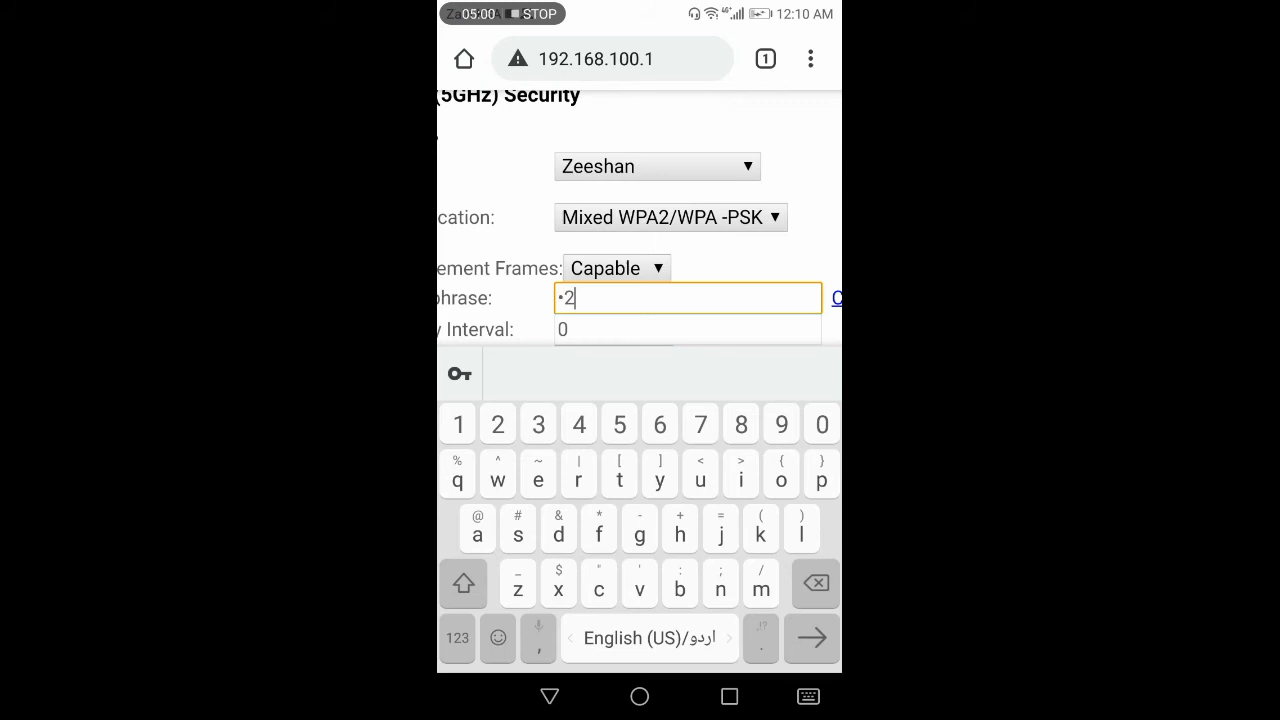 05:00 STOP 4G+ 12:10 AM
192.168.100.1 1
(5GHz) Security
Zeeshan ▼
cation: Mixed WPA2/WPA -PSK ▼
ement Frames: Capable ▼
phrase: •2 C
y Interval: 0
1 2 3 4 5 6 7 8 9 0
% ^ ~ | [ ] < > { }
q w e r t y u i o p
@ # & * - + = ( )
a s d f g h j k l
_ $ " ' : ; /
z x c v b n m
123 , English (US)/اردو ,!? .